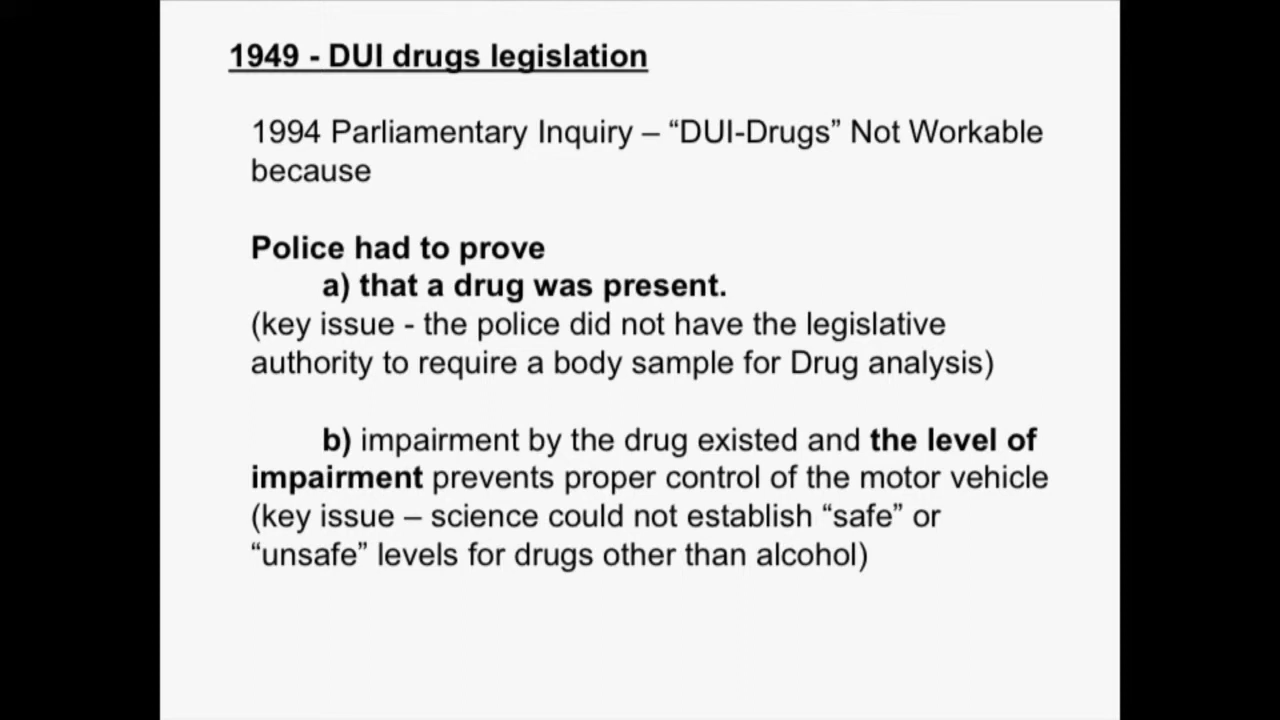 1949 - DUI drugs legislation
1994 Parliamentary Inquiry – “DUI-Drugs” Not Workable
because
Police had to prove
a) that a drug was present.
(key issue - the police did not have the legislative
authority to require a body sample for Drug analysis)
b) impairment by the drug existed and the level of
impairment prevents proper control of the motor vehicle
(key issue – science could not establish “safe” or
“unsafe” levels for drugs other than alcohol)